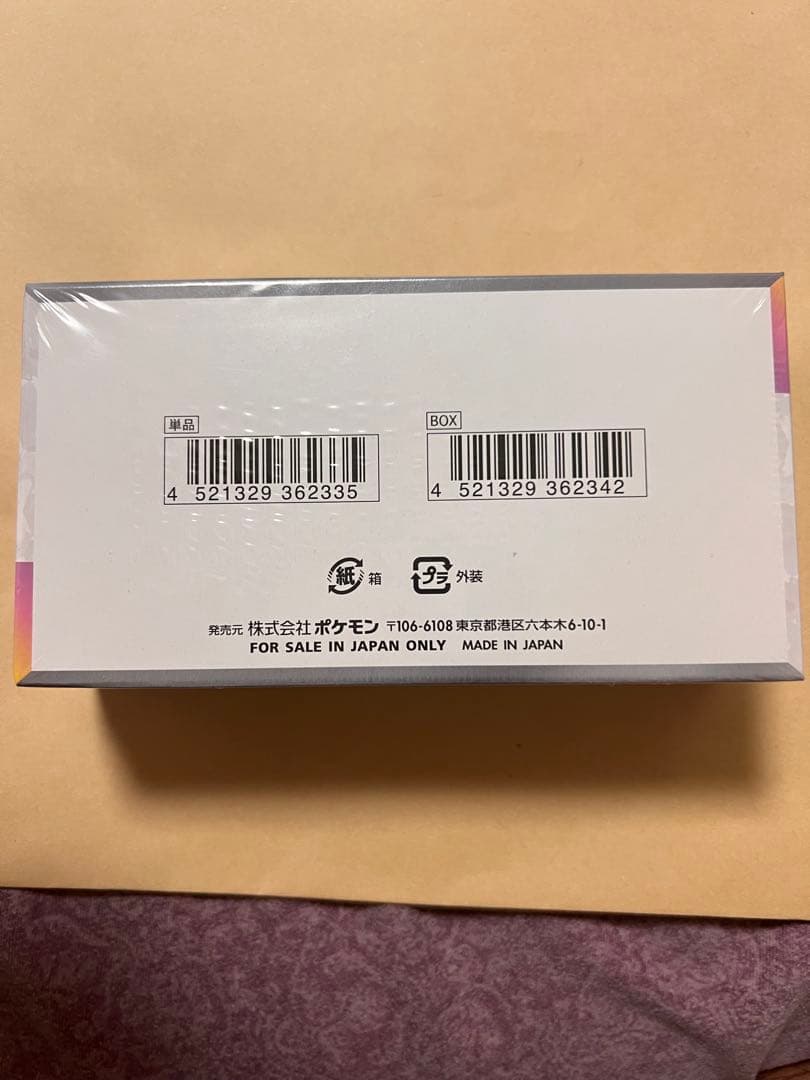 単品
4 521329 362335
BOX
4 521329 362342
紙 箱
プラ 外装
発売元 株式会社 ポケモン 〒106-6108 東京都港区六本木6-10-1
FOR SALE IN JAPAN ONLY MADE IN JAPAN